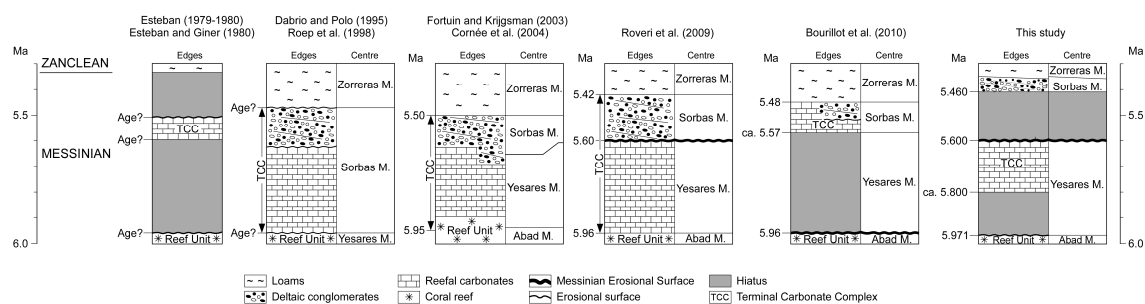 Esteban (1979-1980)
Esteban and Giner (1980)
Dabrio and Polo (1995)
Roep et al. (1998)
Fortuin and Krijgsman (2003)
Cornée et al. (2004)
Roveri et al. (2009)
Bourillot et al. (2010)
This study
Ma
Edges
Edges
Centre
Ma
Edges
Centre
Ma
Edges
Centre
Ma
Edges
Centre
Ma
Edges
Centre
Ma
ZANCLEAN
5.5
MESSINIAN
6.0
Age?
TCC
Age?
Age?
Reef Unit
Age?
TCC
Age?
Reef Unit
Zorreras M.
Sorbas M.
Yesares M.
5.50
TCC
5.95
Reef Unit
Zorreras M.
Sorbas M.
Yesares M.
Abad M.
5.42
5.60
TCC
5.96
Reef Unit
Zorreras M.
Sorbas M.
Yesares M.
Abad M.
5.48
ca. 5.57
TCC
5.96
Reef Unit
Zorreras M.
Sorbas M.
Yesares M.
Abad M.
5.460
5.600
TCC
ca. 5.800
5.971
Reef Unit
Zorreras M.
Sorbas M.
Yesares M.
Abad M.
5.5
6.0
Loams
Reefal carbonates
Messinian Erosional Surface
Hiatus
Deltaic conglomerates
Coral reef
Erosional surface
TCC Terminal Carbonate Complex